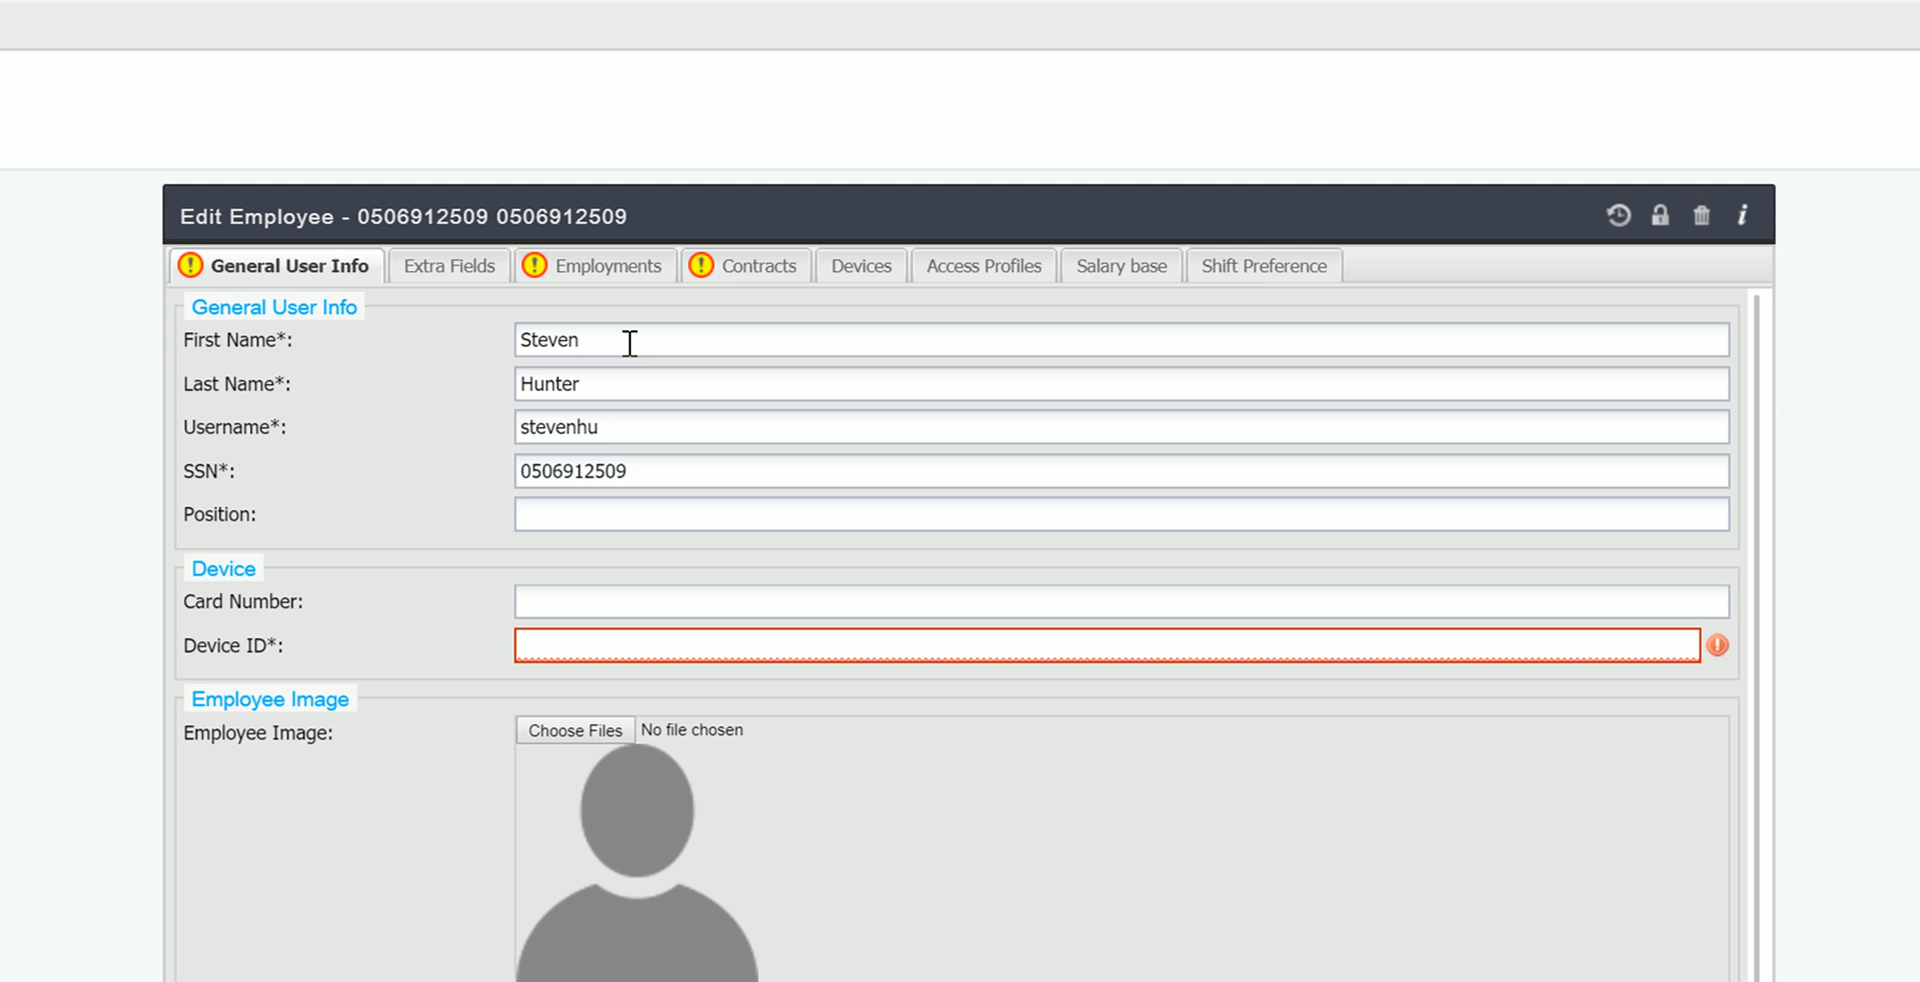 Edit Employee - 0506912509 0506912509
General User Info Extra Fields Employments Contracts Devices Access Profiles Salary base Shift Preference
General User Info
First Name*: Steven
Last Name*: Hunter
Username*: stevenhu
SSN*: 0506912509
Position:
Device
Card Number:
Device ID*:
Employee Image
Employee Image: Choose Files No file chosen